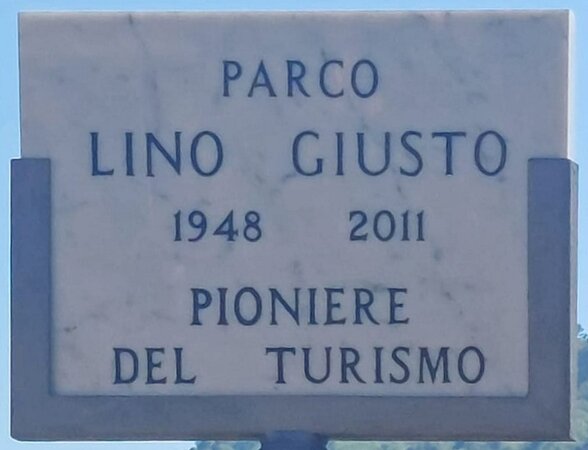 PARCO
LINO GIUSTO
1948 2011
PIONIERE
DEL TURISMO